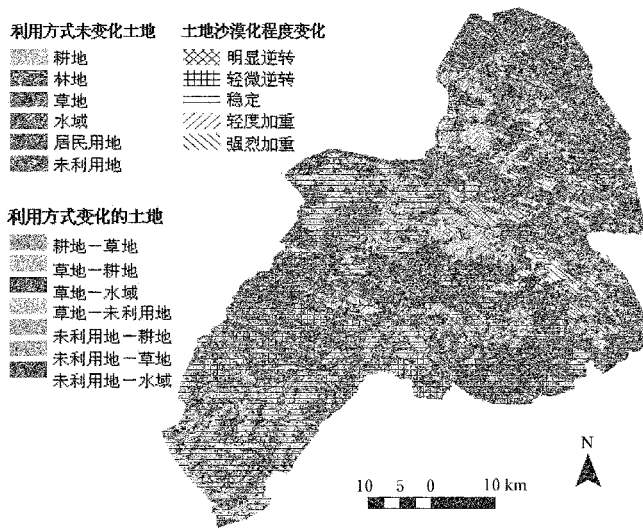 利用方式未变化土地
耕地
林地
草地
水域
居民用地
未利用地
土地沙漠化程度变化
明显逆转
轻微逆转
稳定
轻度加重
强烈加重
利用方式变化的土地
耕地—草地
草地—耕地
草地—水域
草地—未利用地
未利用地—耕地
未利用地—草地
未利用地—水域
N
10 5 0 10 km